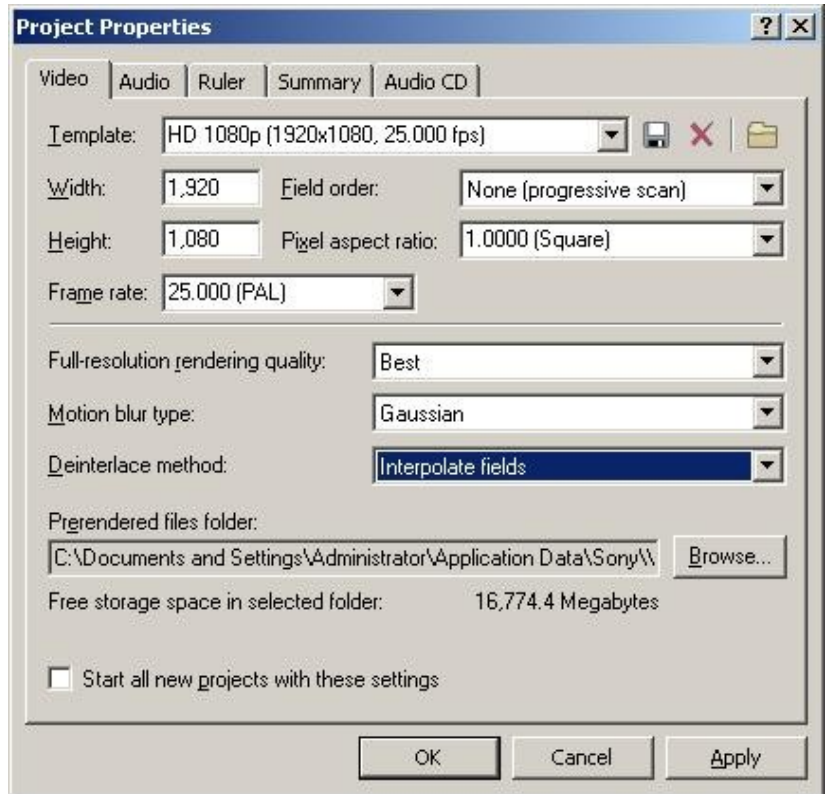 Project Properties
Video Audio Ruler Summary Audio CD
Template: HD 1080p (1920x1080, 25.000 fps)
Width: 1,920 Field order: None (progressive scan)
Height: 1,080 Pixel aspect ratio: 1.0000 (Square)
Frame rate: 25.000 (PAL)
Full-resolution rendering quality: Best
Motion blur type: Gaussian
Deinterlace method: Interpolate fields
Prerendered files folder:
C:\Documents and Settings\Administrator\Application Data\Sony\\ Browse...
Free storage space in selected folder: 16,774.4 Megabytes
Start all new projects with these settings
OK Cancel Apply